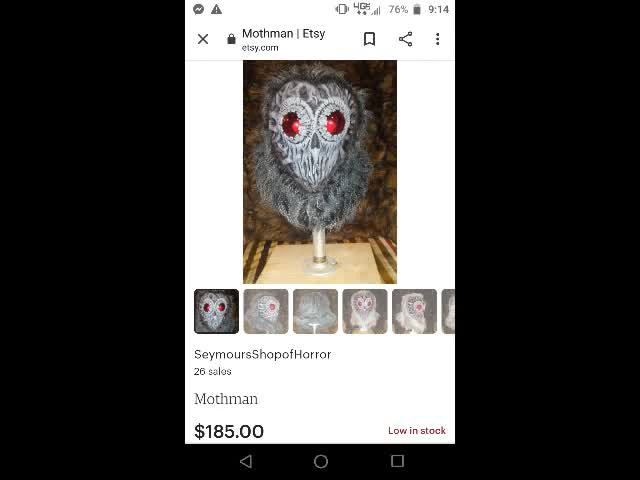 4G
76%
9:14
Mothman | Etsy
etsy.com
SeymoursShopofHorror
26 sales
Mothman
$185.00
Low in stock